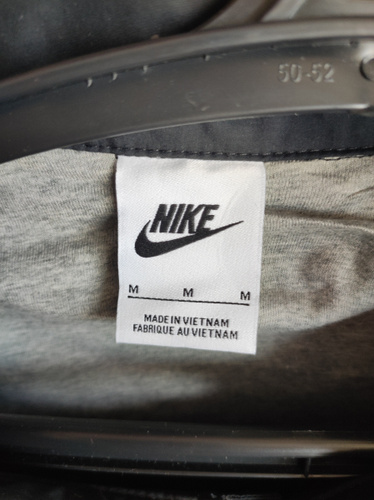 50-52
NIKE
M M M
MADE IN VIETNAM
FABRIQUE AU VIETNAM